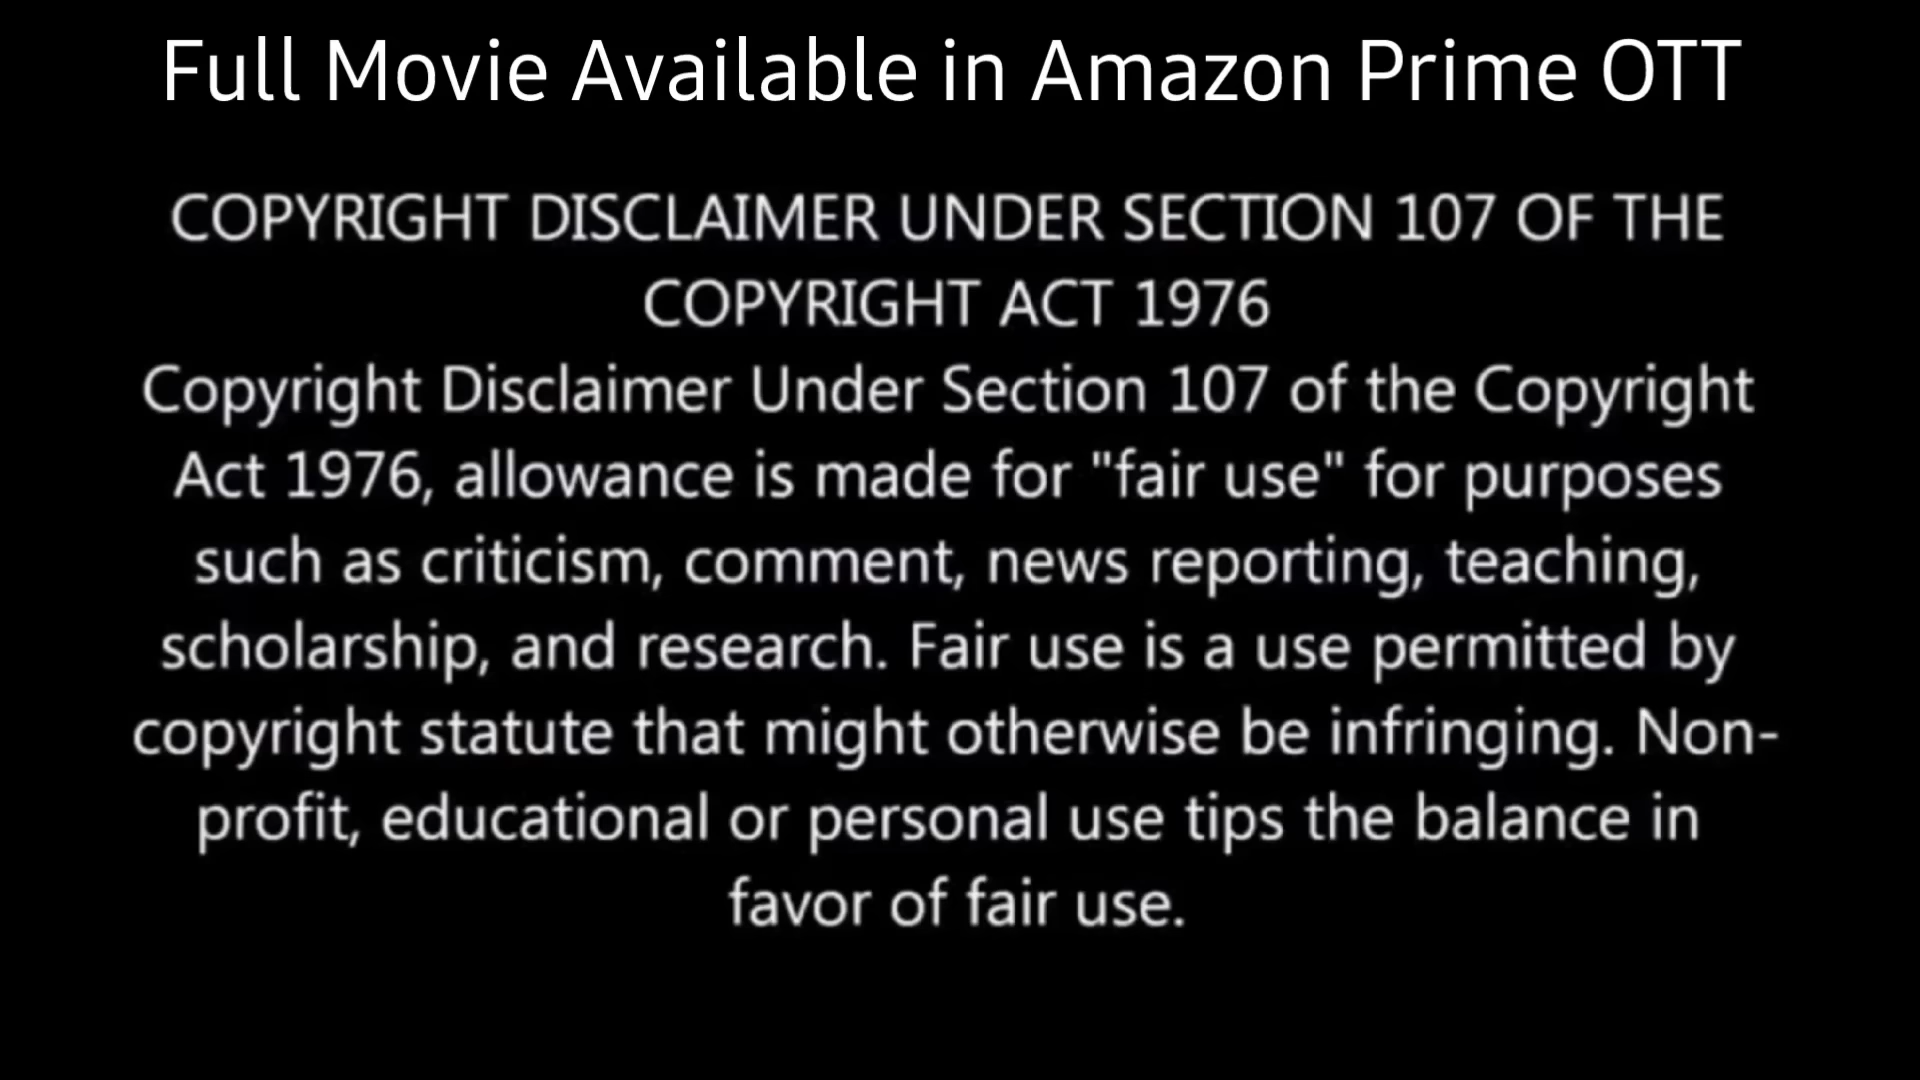 Full Movie Available in Amazon Prime OTT
COPYRIGHT DISCLAIMER UNDER SECTION 107 OF THE
COPYRIGHT ACT 1976
Copyright Disclaimer Under Section 107 of the Copyright
Act 1976, allowance is made for "fair use" for purposes
such as criticism, comment, news reporting, teaching,
scholarship, and research. Fair use is a use permitted by
copyright statute that might otherwise be infringing. Non-
profit, educational or personal use tips the balance in
favor of fair use.